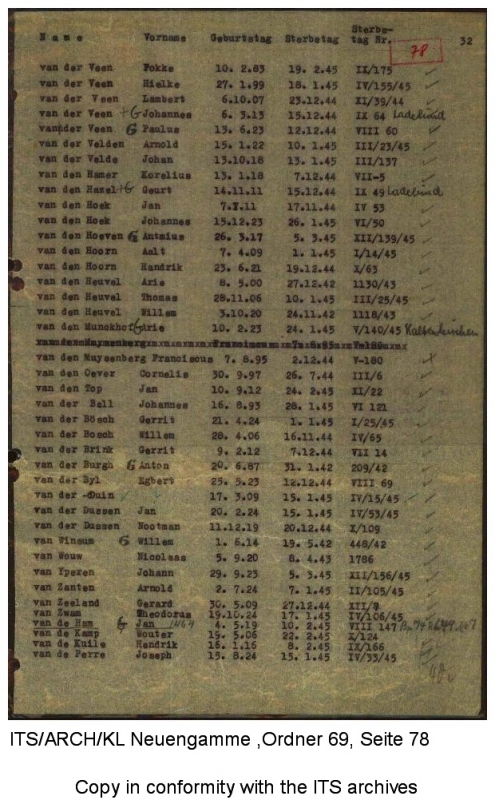 Name Vorname Geburtstag Sterbetag Sterbe-
tag Nr. 78 32
van der Veen Fokke 10. 2.83 19. 2.45 IX/175
van der Veen Hielke 27. 1.99 18. 1.45 IV/155/45
van der Veen Lambert 6.10.07 23.12.44 XI/39/44
van der Veen +G Johannes 6. 3.13 15.12.44 IX 64 Ladelund
van der Veen G Paulus 13. 6.23 12.12.44 VIII 60
van der Velden Arnold 15. 1.22 10. 1.45 III/23/45
van der Velde Johan 13.10.18 13. 1.45 III/137
van den Hamer Kornelius 13. 1.18 7.12.44 VII-5
van den Hazel +G Geurt 14.11.11 15.12.44 IX 49 Ladelund
van den Hoek Jan 7.7.11 17.11.44 IV 53
van den Hoek Johannes 15.12.23 26. 1.45 VI/50
van den Hoeven G Antonius 26. 3.17 5. 3.45 XII/139/45
van den Hoorn Aalt 7. 4.09 1. 1.45 I/14/45
van den Hoorn Hendrik 23. 6.21 19.12.44 X/63
van den Heuvel Arie 8. 5.00 27.12.42 1130/43
van den Heuvel Thomas 28.11.06 10. 1.45 III/25/45
van den Heuvel Willem 3.10.20 24.11.42 1118/43
van den Munckhof G Arie 10. 2.23 24. 1.45 V/140/45 Kaltenkirchen
van den Muysenberg Franciscus 7. 8.95 2.12.44 V-180
van den Oever Cornelis 30. 9.97 26. 7.44 III/6
van den Top Jan 10. 9.12 24. 2.45 XI/22
van der Bell Johannes 16. 8.93 28. 1.45 VI 121
van der Bosch Gerrit 21. 4.24 1. 1.45 I/25/45
van der Bosch Willem 28. 4.06 16.11.44 IV/65
van der Brink Gerrit 9. 2.12 7.12.44 VII 14
van der Burgh G Anton 20. 6.87 31. 1.42 209/42
van der Byl Egbert 25. 5.23 12.12.44 VIII 69
van der Duin 17. 3.09 15. 1.45 IV/15/45
van der Dussen Jan 20. 2.24 15. 1.45 IV/53/45
van der Dussen Nootman 11.12.19 20.12.44 X/109
van Winsum G Willem 1. 6.14 19. 5.42 448/42
van Wouw Nicolaas 5. 9.20 8. 4.43 1786
van Yperen Johann 29. 9.23 5. 3.45 XII/156/45
van Zanten Arnold 2. 7.24 7. 1.45 II/105/45
van Zeeland Gerard 30. 5.09 27.12.44 XII/
van Zwam Theodorus 19.10.24 17. 1.45 IV/106/45
van de Ham G Jan 4. 5.19 10. 2.45 VIII 147
van de Kamp Wouter 19. 5.06 22. 2.45 X/124
van de Kuile Hendrik 16. 1.16 8. 2.45 IX/166
van de Perre Joseph 15. 8.24 15. 1.45 IV/33/45
ITS/ARCH/KL Neuengamme ,Ordner 69, Seite 78
Copy in conformity with the ITS archives